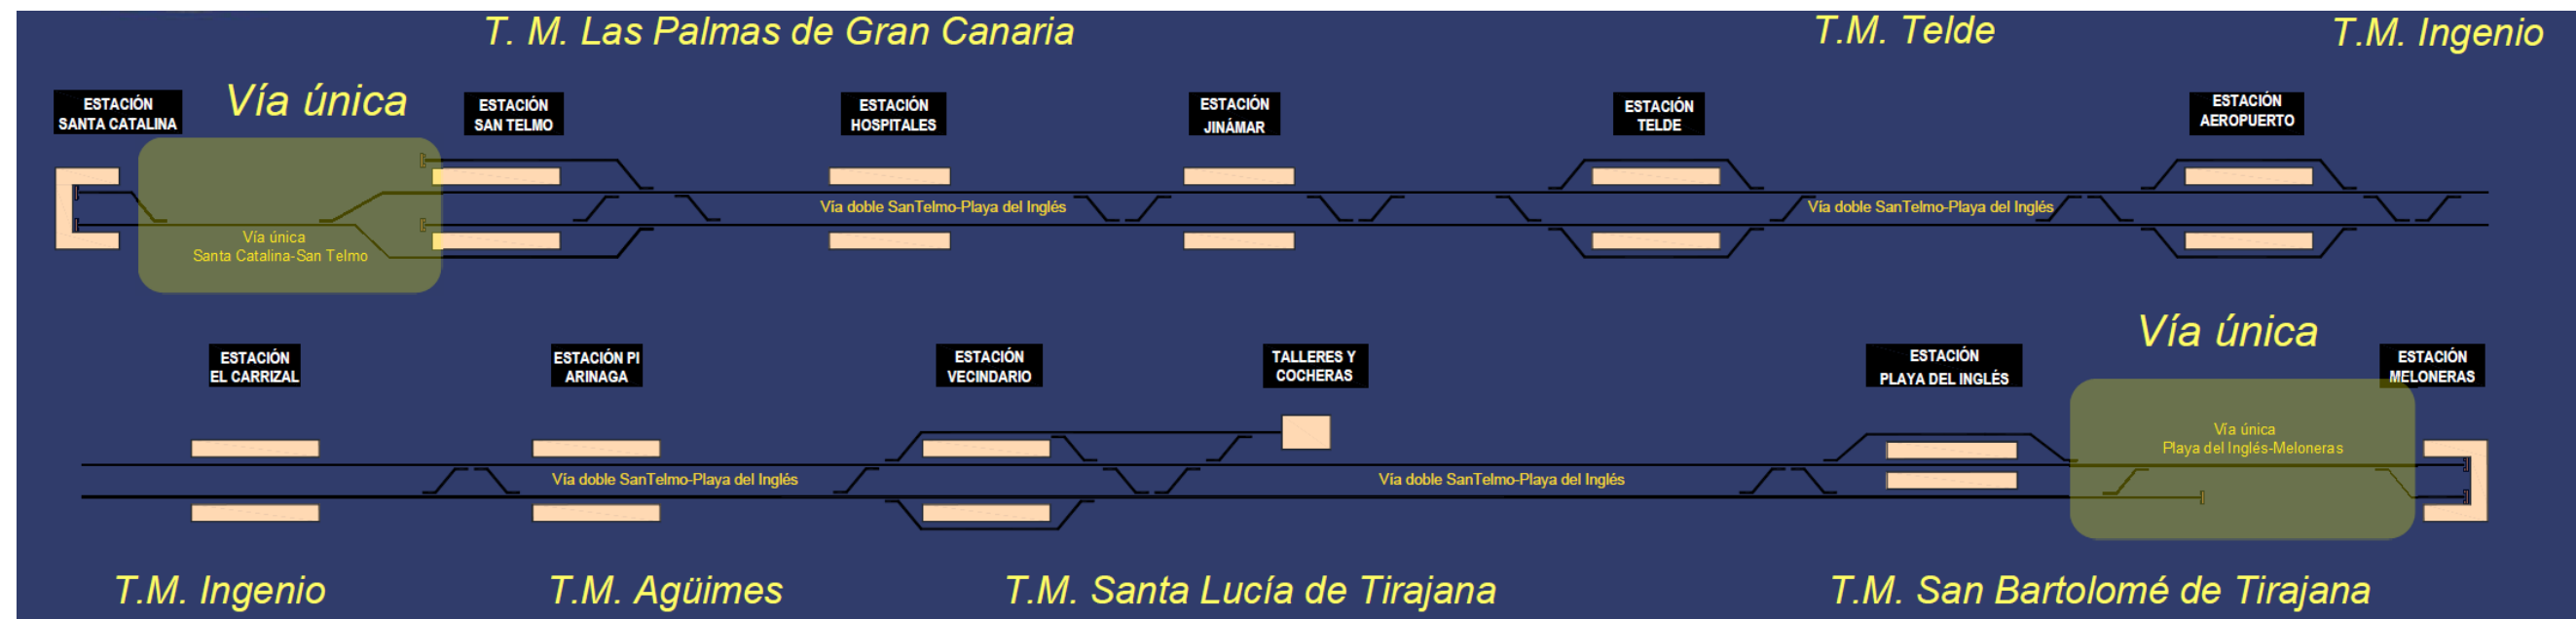 T. M. Las Palmas de Gran Canaria
T.M. Telde
T.M. Ingenio
ESTACIÓN
SANTA CATALINA
Vía única
ESTACIÓN
SAN TELMO
ESTACIÓN
HOSPITALES
ESTACIÓN
JINÁMAR
ESTACIÓN
TELDE
ESTACIÓN
AEROPUERTO
Vía única
Santa Catalina-San Telmo
Vía doble SanTelmo-Playa del Inglés
Vía doble SanTelmo-Playa del Inglés
ESTACIÓN
EL CARRIZAL
ESTACIÓN PI
ARINAGA
ESTACIÓN
VECINDARIO
TALLERES Y
COCHERAS
ESTACIÓN
PLAYA DEL INGLÉS
Vía única
ESTACIÓN
MELONERAS
Vía doble SanTelmo-Playa del Inglés
Vía doble SanTelmo-Playa del Inglés
Vía única
Playa del Inglés-Meloneras
T.M. Ingenio
T.M. Agüimes
T.M. Santa Lucía de Tirajana
T.M. San Bartolomé de Tirajana